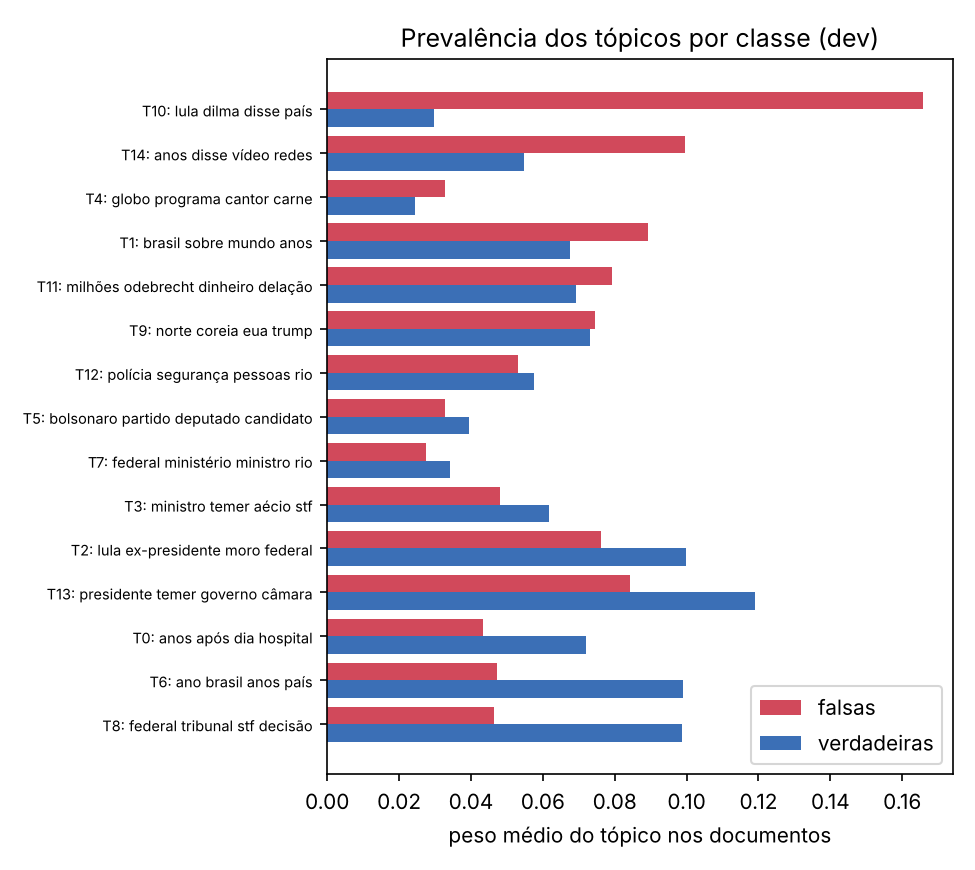 Prevalência dos tópicos por classe (dev)
T10: lula dilma disse país
T14: anos disse vídeo redes
T4: globo programa cantor carne
T1: brasil sobre mundo anos
T11: milhões odebrecht dinheiro delação
T9: norte coreia eua trump
T12: polícia segurança pessoas rio
T5: bolsonaro partido deputado candidato
T7: federal ministério ministro rio
T3: ministro temer aécio stf
T2: lula ex-presidente moro federal
T13: presidente temer governo câmara
T0: anos após dia hospital
T6: ano brasil anos país
T8: federal tribunal stf decisão
falsas
verdadeiras
0.00 0.02 0.04 0.06 0.08 0.10 0.12 0.14 0.16
peso médio do tópico nos documentos